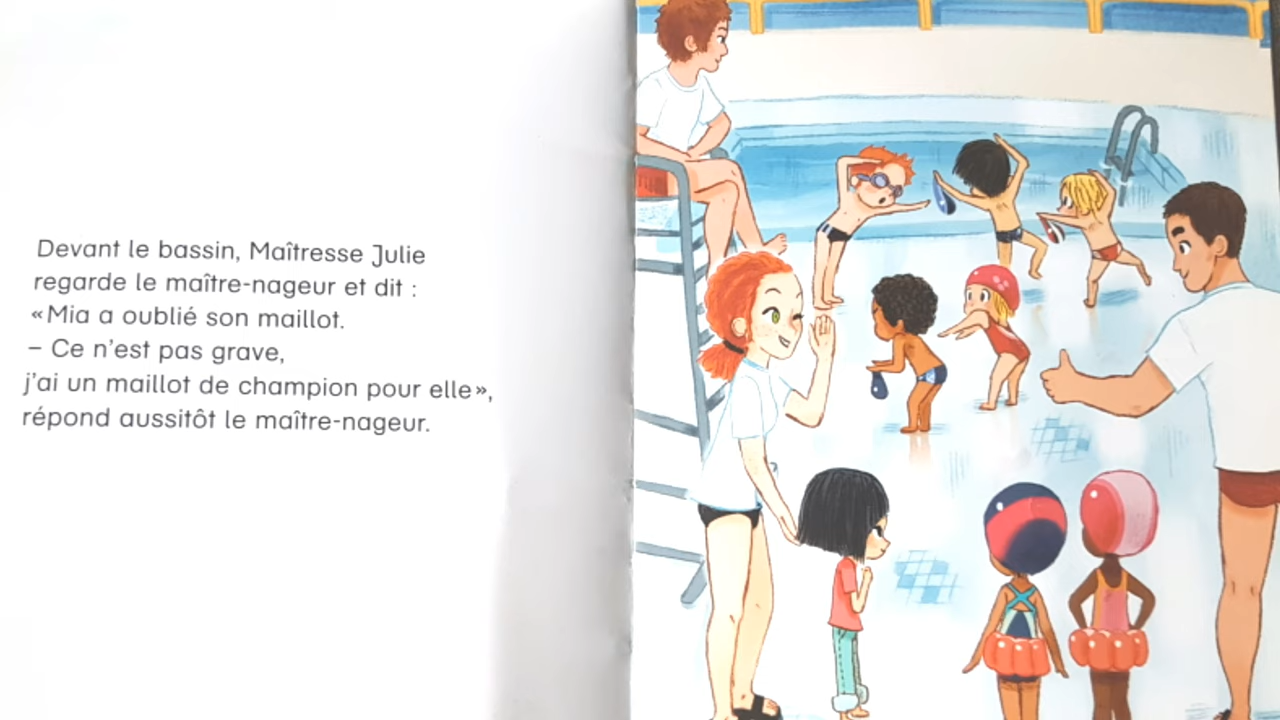 Devant le bassin, Maîtresse Julie
regarde le maître-nageur et dit :
«Mia a oublié son maillot.
– Ce n'est pas grave,
j'ai un maillot de champion pour elle»,
répond aussitôt le maître-nageur.